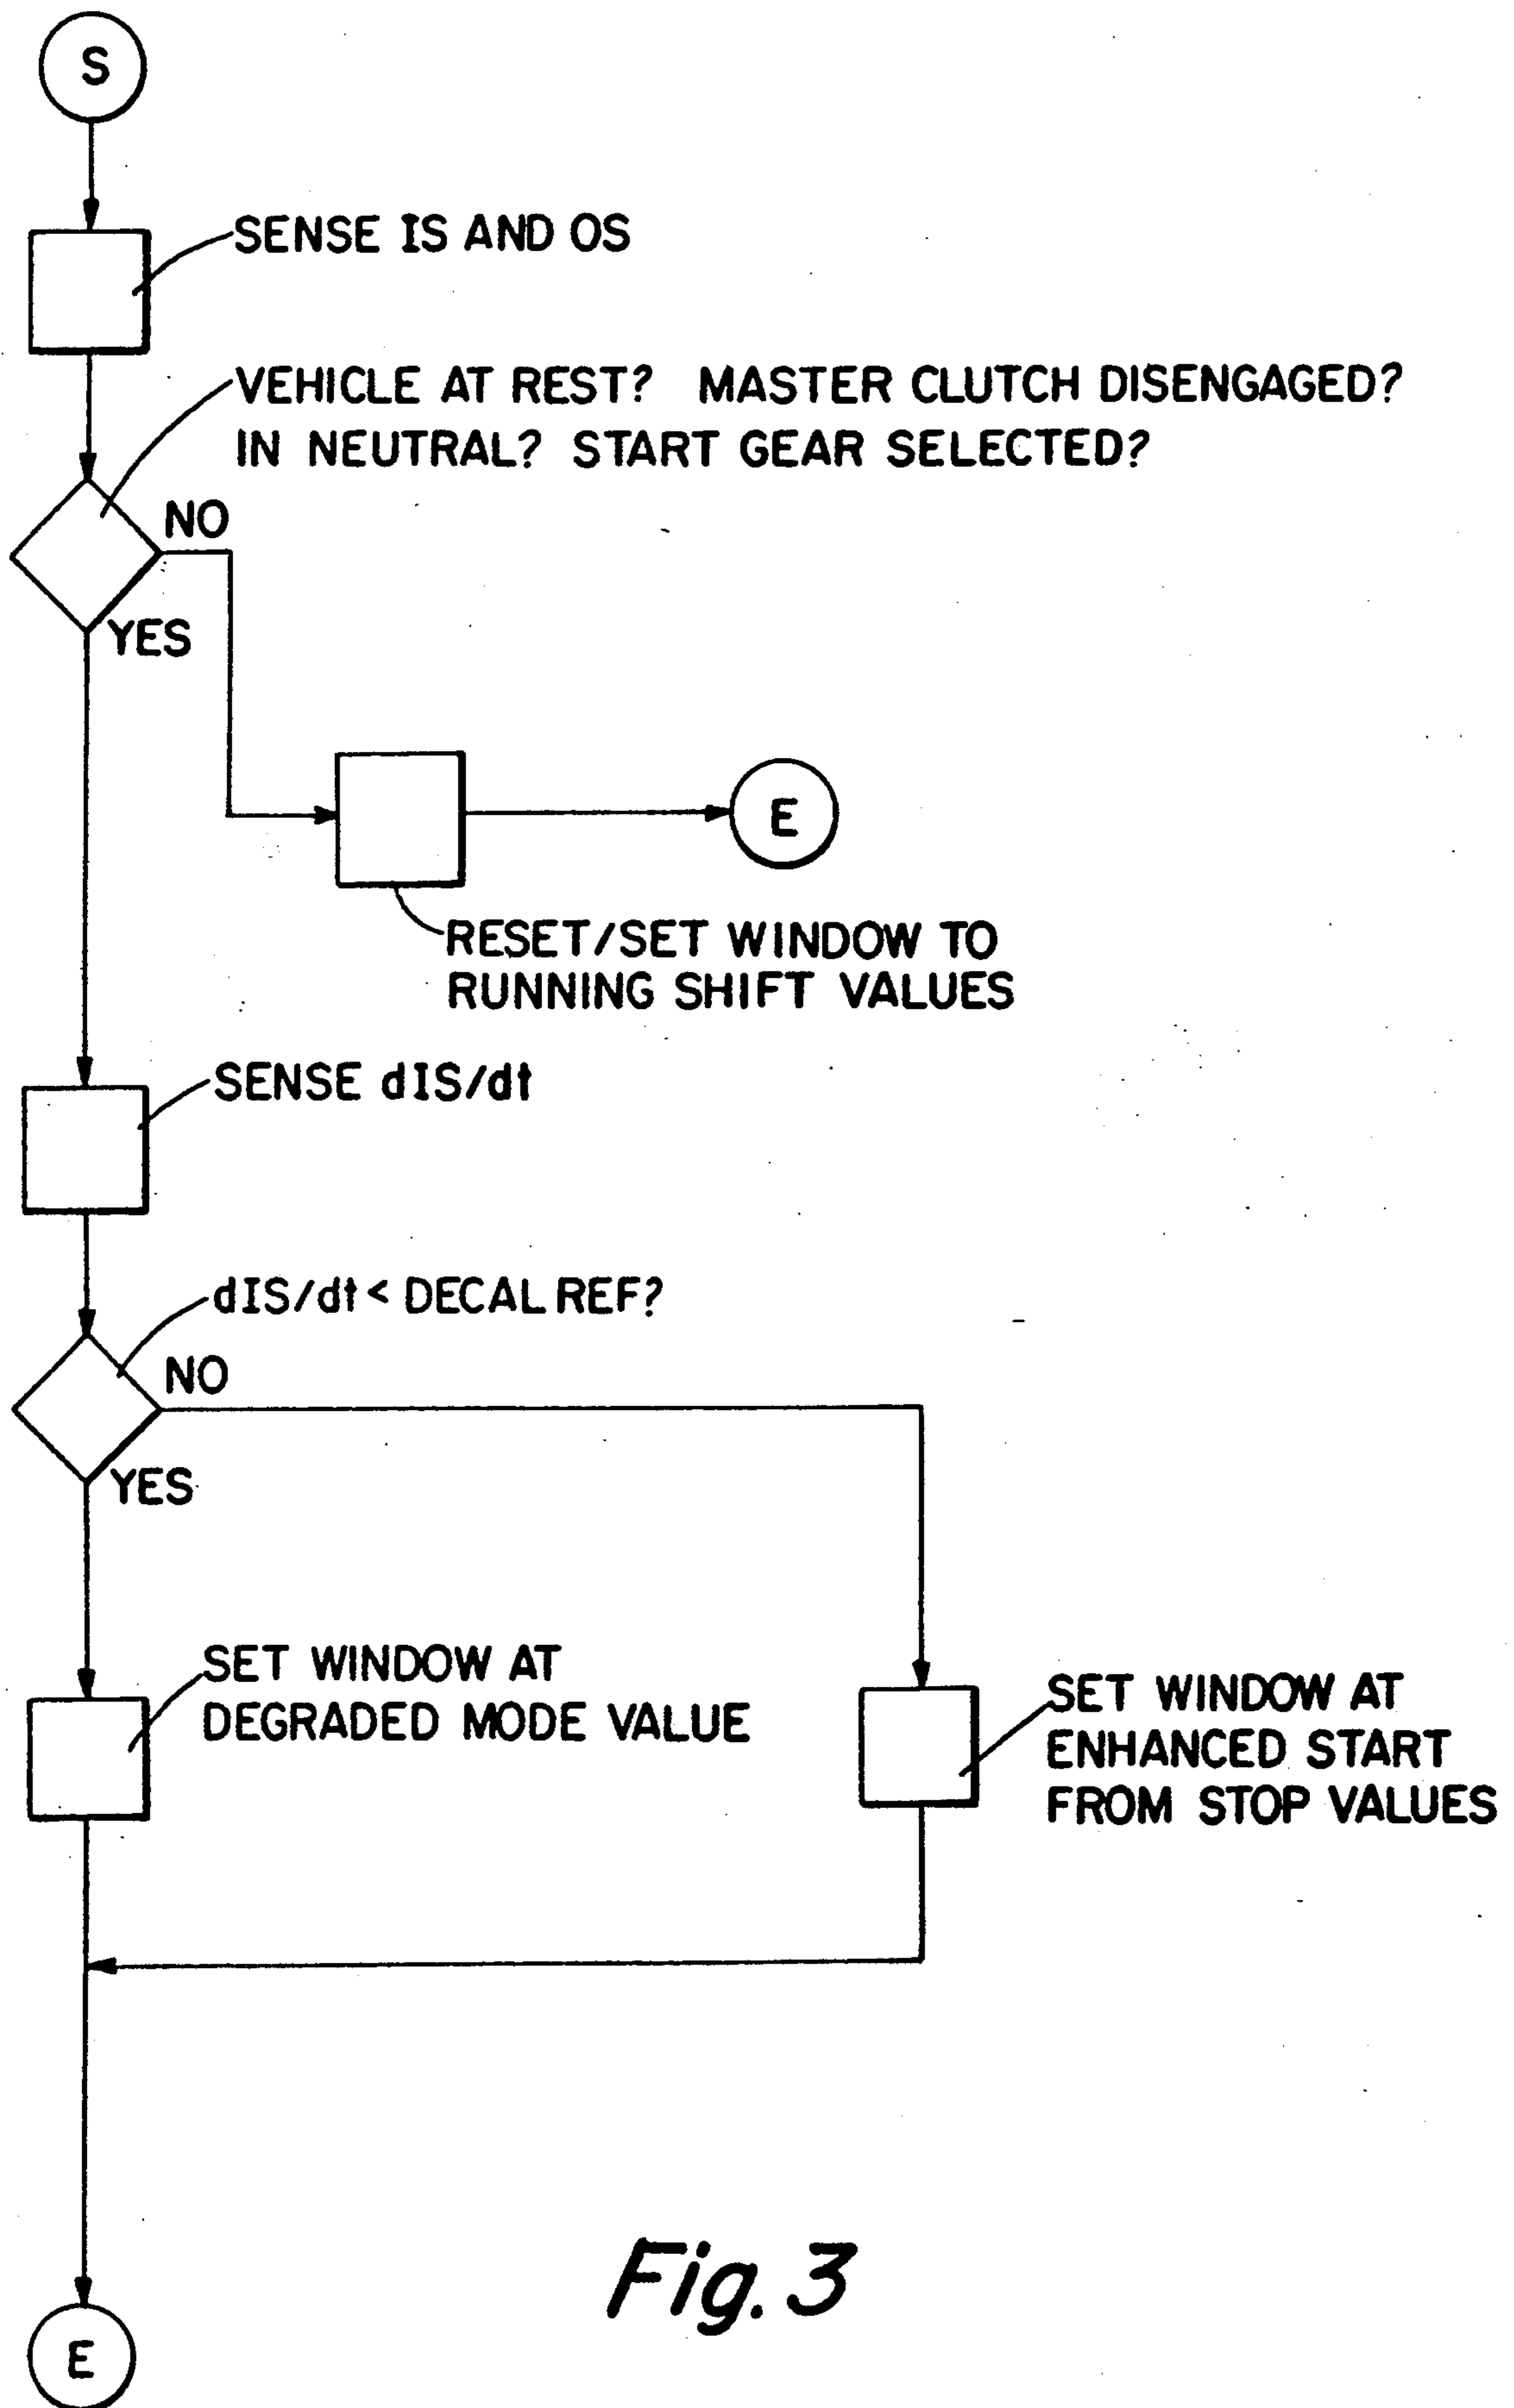 S
SENSE IS AND OS
VEHICLE AT REST? MASTER CLUTCH DISENGAGED?
IN NEUTRAL? START GEAR SELECTED?
NO
YES
E
RESET/SET WINDOW TO
RUNNING SHIFT VALUES
SENSE dIS/dt
dIS/dt < DECAL REF?
NO
YES
SET WINDOW AT
DEGRADED MODE VALUE
SET WINDOW AT
ENHANCED START
FROM STOP VALUES
Fig. 3
E